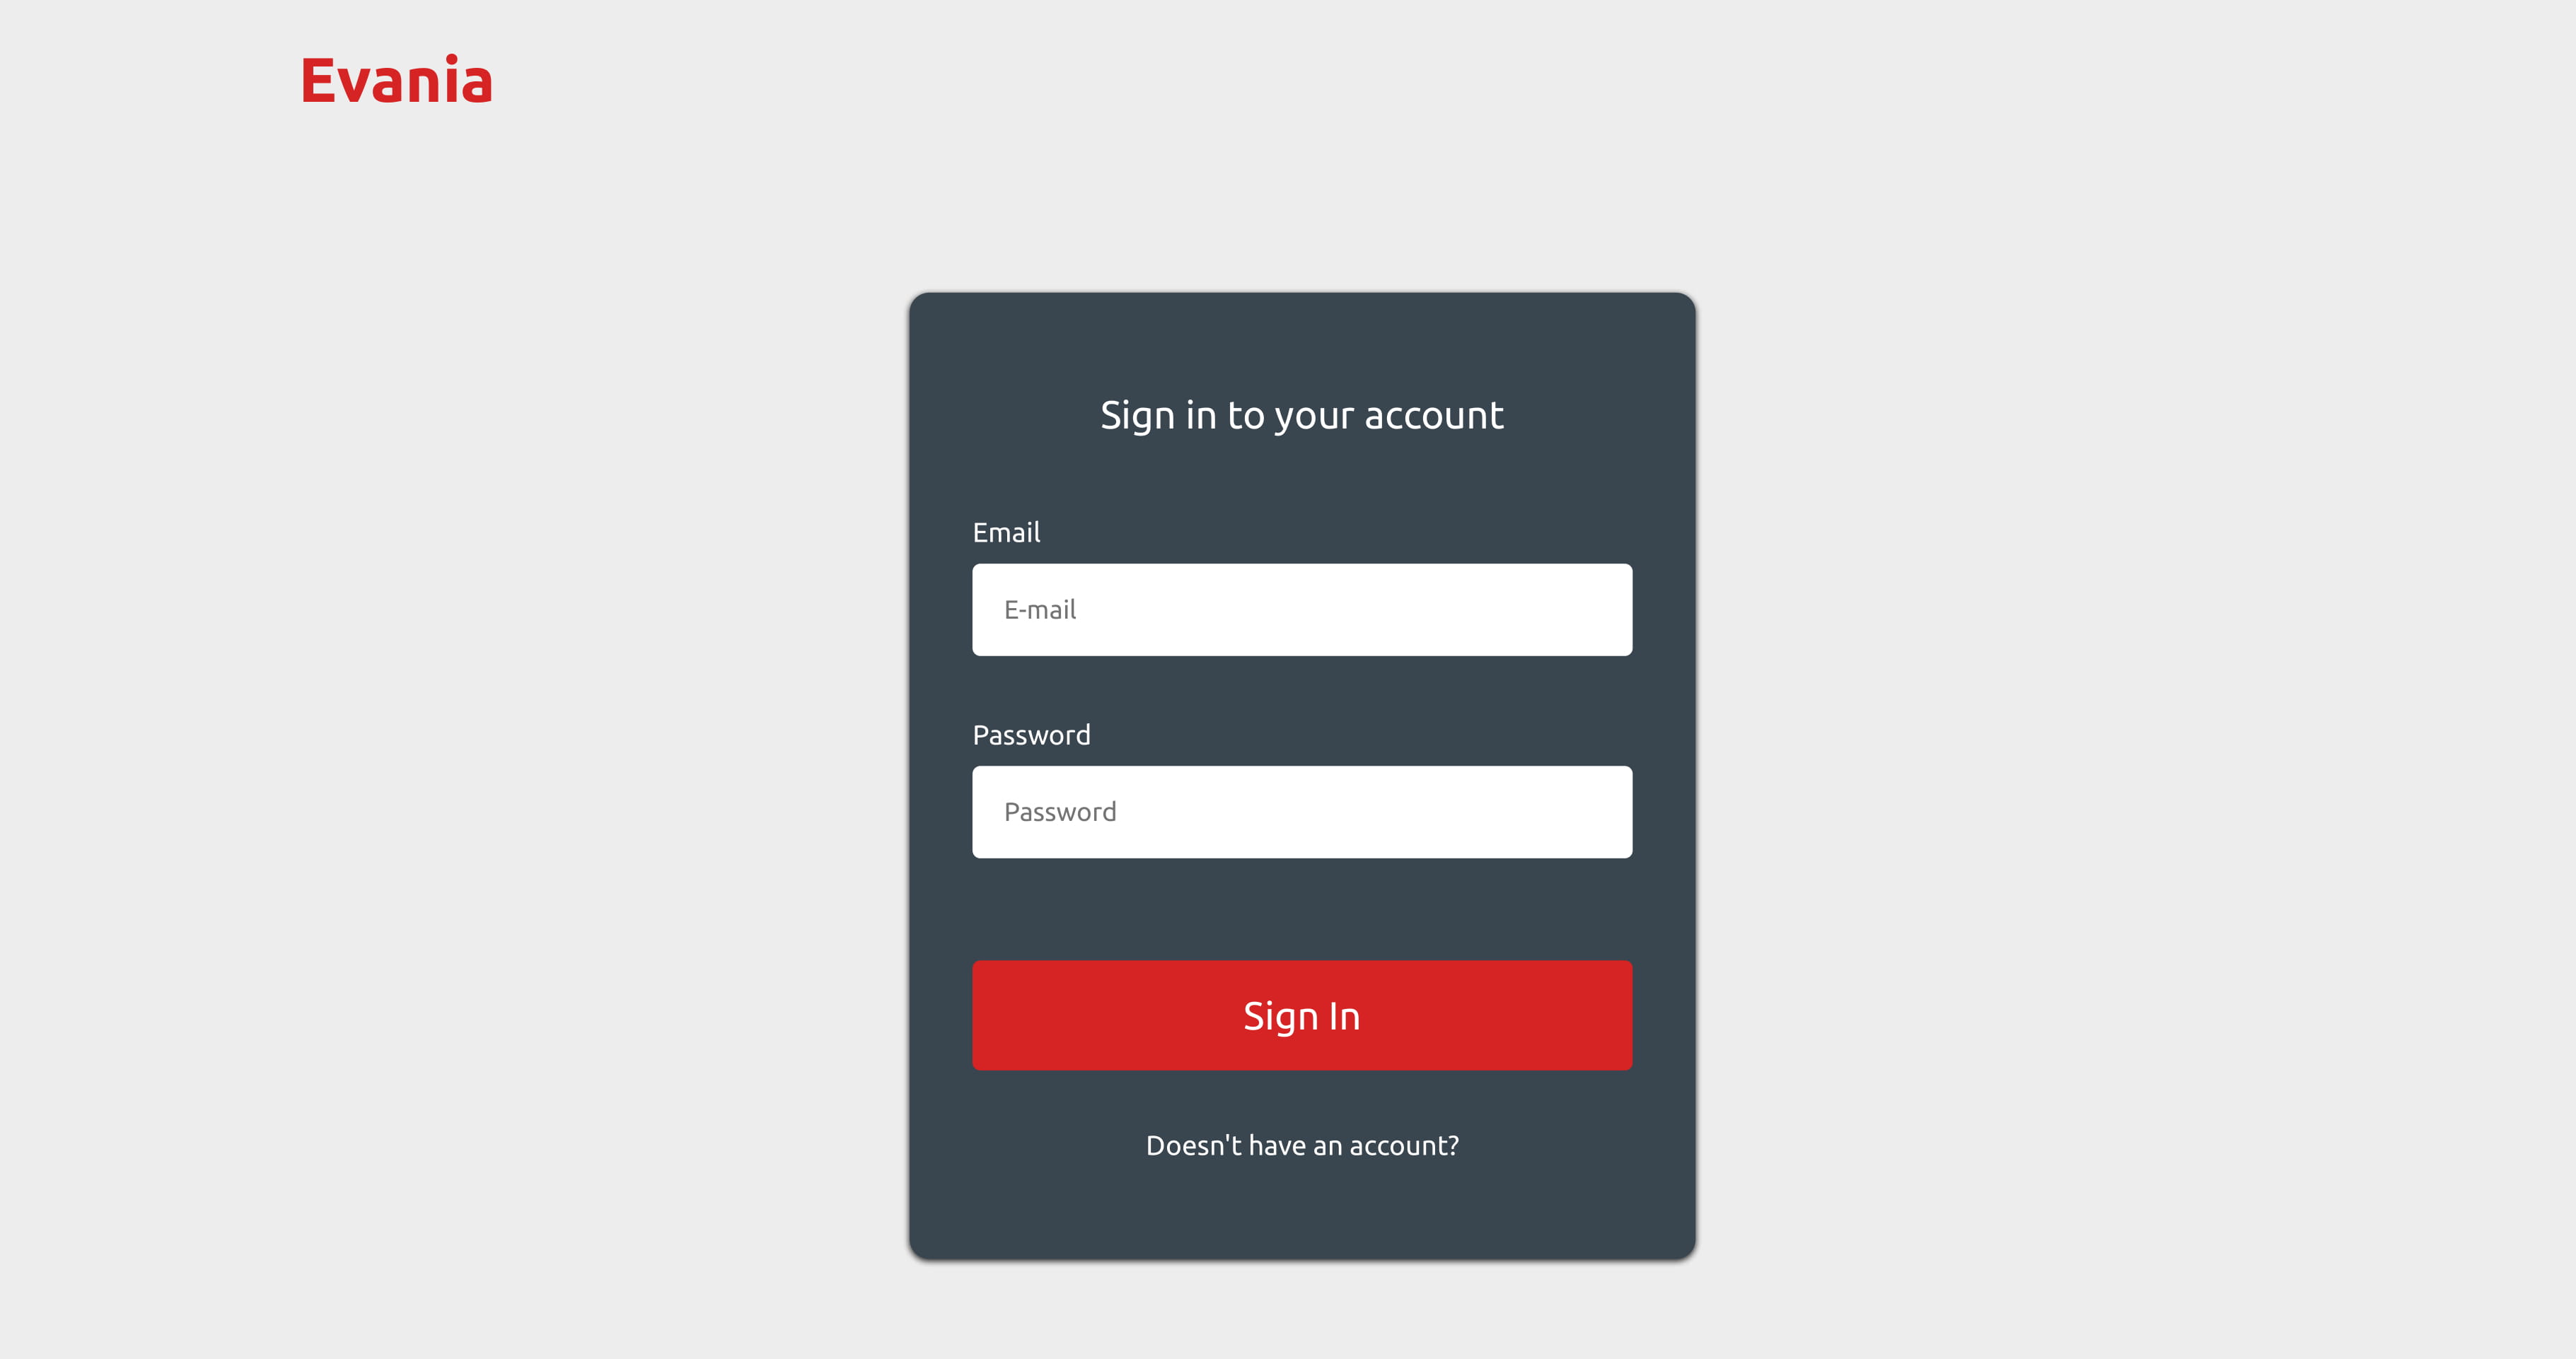 Evania
Sign in to your account
Email
E-mail
Password
Password
Sign In
Doesn't have an account?